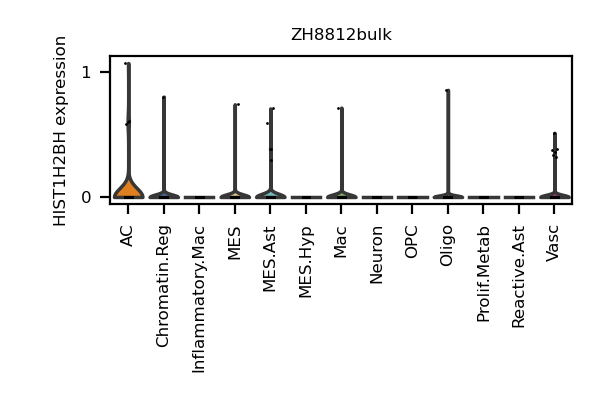 ZH8812bulk
HIST1H2BH expression
1
0
AC
Chromatin.Reg
Inflammatory.Mac
MES
MES.Ast
MES.Hyp
Mac
Neuron
OPC
Oligo
Prolif.Metab
Reactive.Ast
Vasc